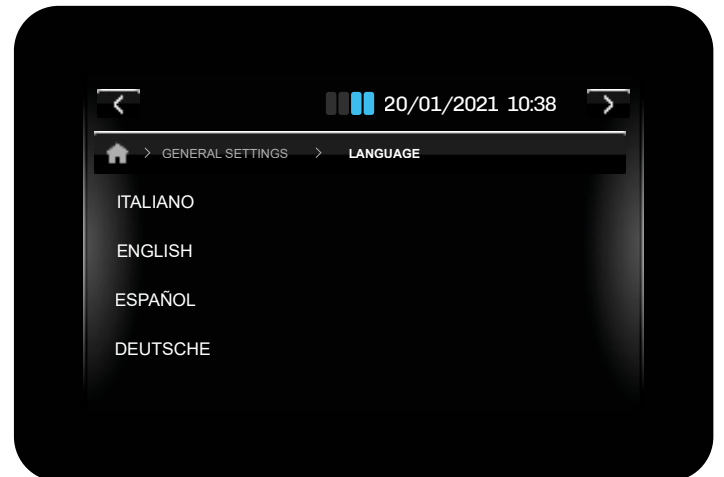 20/01/2021 10:38
GENERAL SETTINGS > LANGUAGE
ITALIANO
ENGLISH
ESPAÑOL
DEUTSCHE